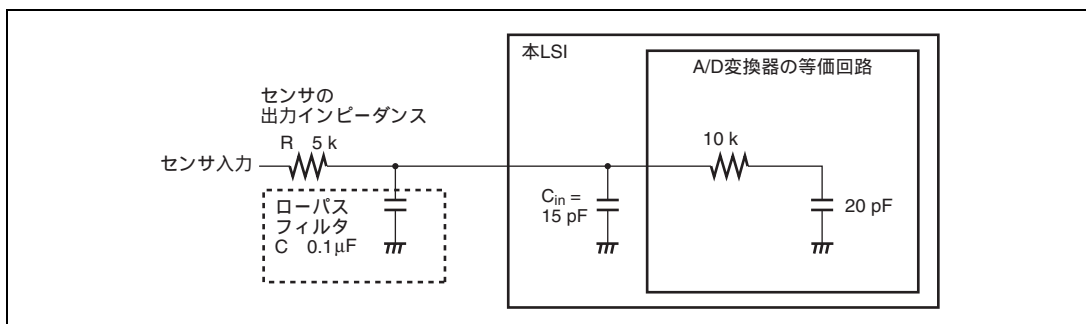 本LSI
A/D変換器の等価回路
センサの
出力インピーダンス
R 5 k
10 k
センサ入力
ローパス
フィルタ
C 0.1μF
Cin =
15 pF
20 pF